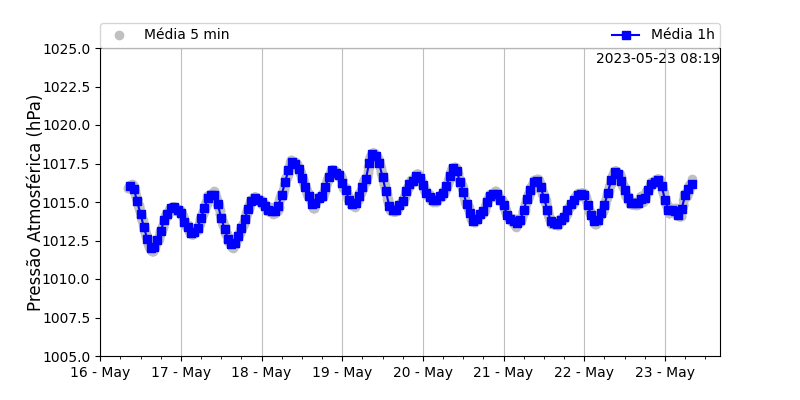 Média 5 min
Média 1h
2023-05-23 08:19
Pressão Atmosférica (hPa)
1025.0
1022.5
1020.0
1017.5
1015.0
1012.5
1010.0
1007.5
1005.0
16 - May
17 - May
18 - May
19 - May
20 - May
21 - May
22 - May
23 - May